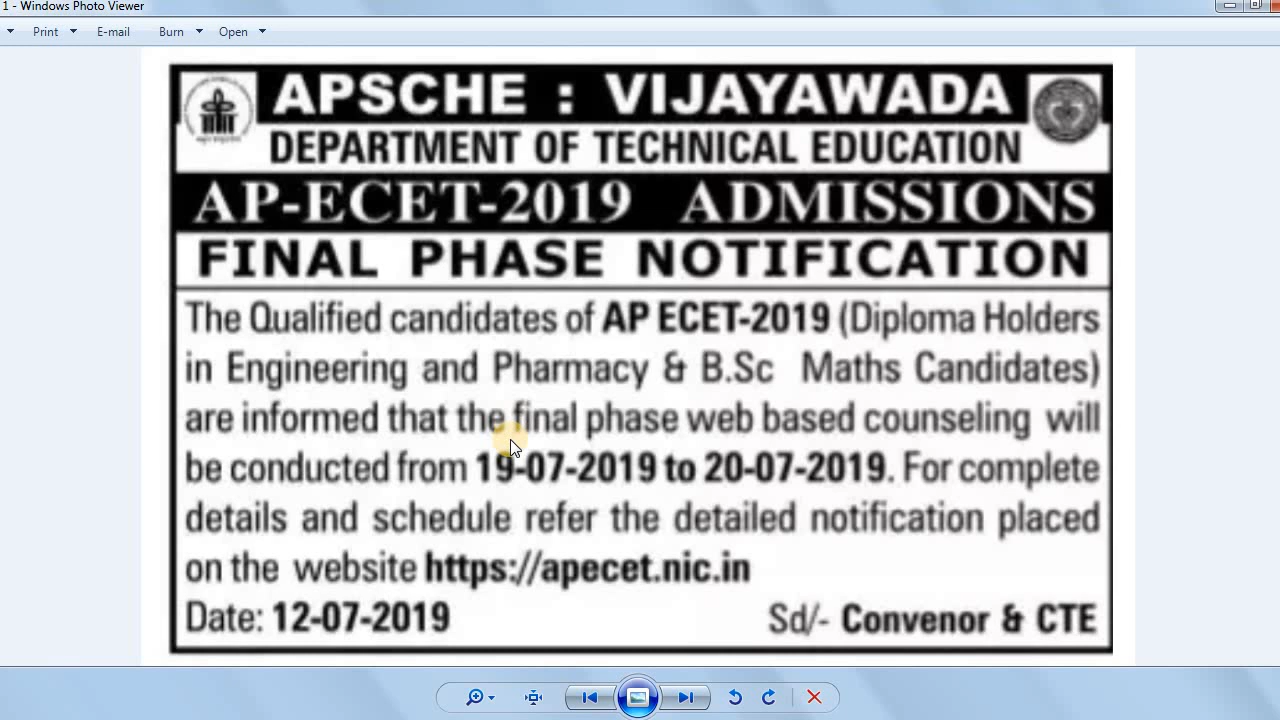 1 - Windows Photo Viewer
Print E-mail Burn Open
APSCHE : VIJAYAWADA
DEPARTMENT OF TECHNICAL EDUCATION
AP-ECET-2019 ADMISSIONS
FINAL PHASE NOTIFICATION
The Qualified candidates of AP ECET-2019 (Diploma Holders
in Engineering and Pharmacy & B.Sc Maths Candidates)
are informed that the final phase web based counseling will
be conducted from 19-07-2019 to 20-07-2019. For complete
details and schedule refer the detailed notification placed
on the website https://apecet.nic.in
Date: 12-07-2019 Sd/- Convenor & CTE